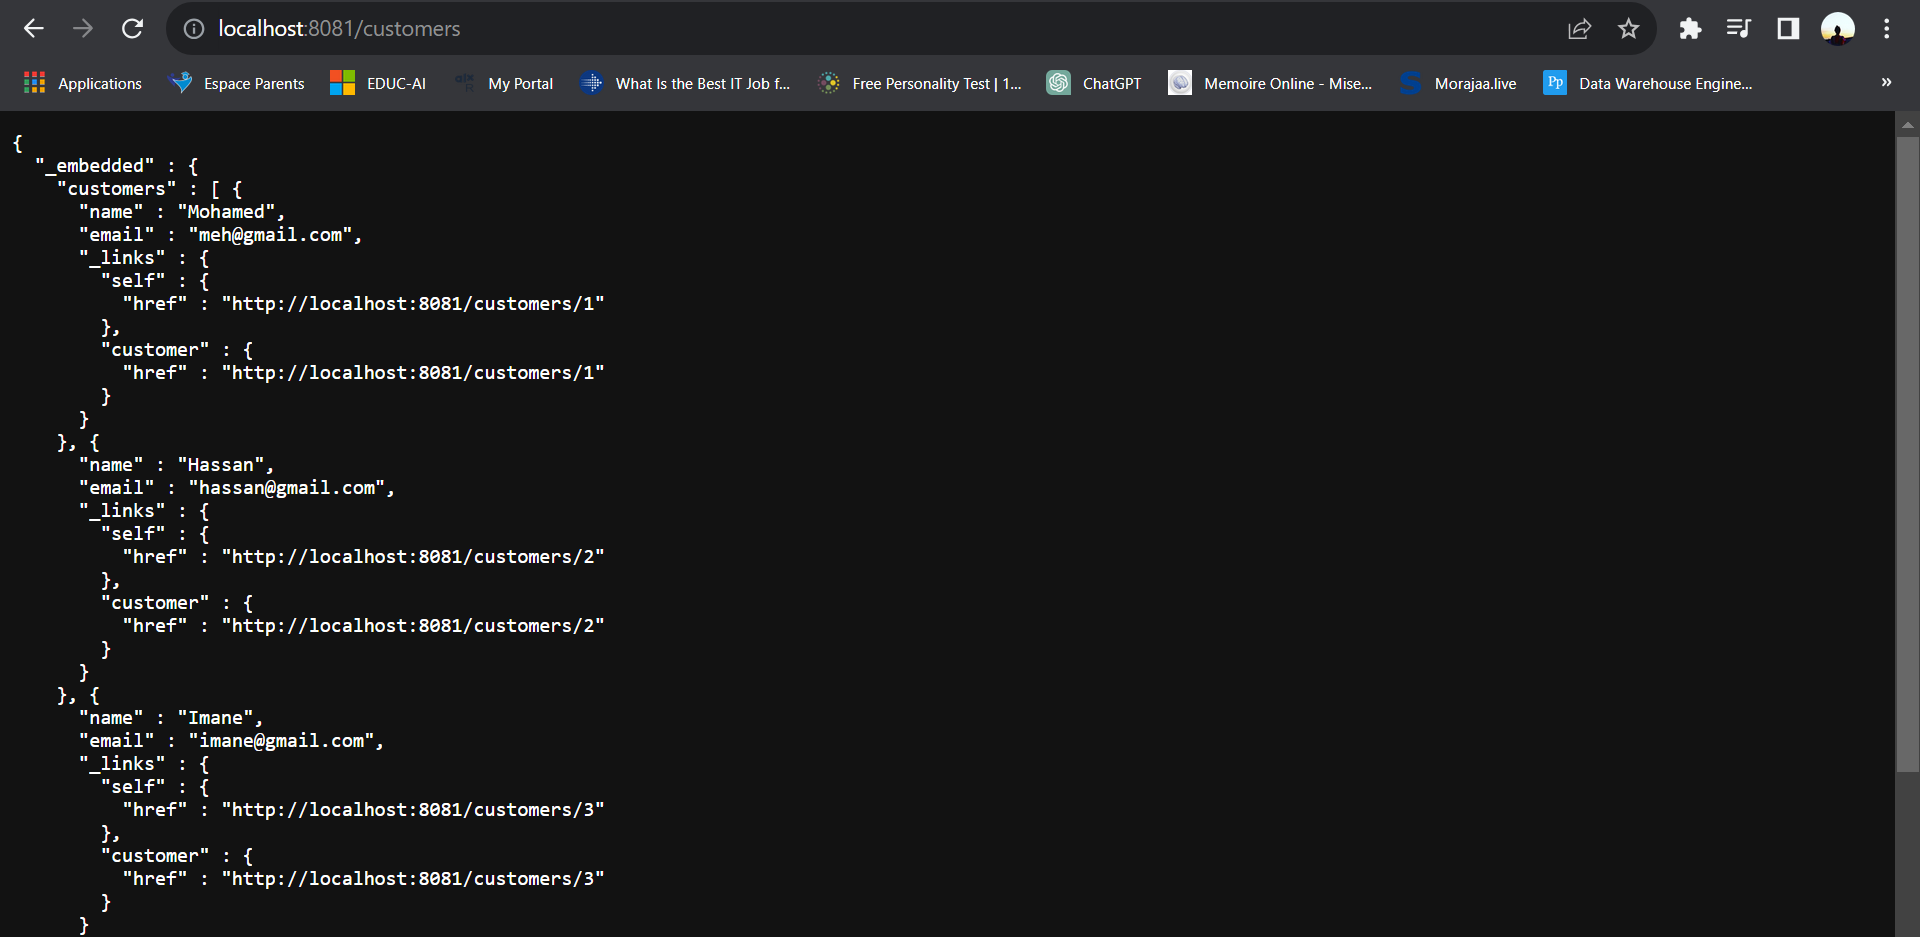 localhost:8081/customers
Applications Espace Parents EDUC-AI My Portal What Is the Best IT Job f... Free Personality Test | 1... ChatGPT Memoire Online - Mise... Morajaa.live Pp Data Warehouse Engine... »
{
  "_embedded" : {
    "customers" : [ {
      "name" : "Mohamed",
      "email" : "meh@gmail.com",
      "_links" : {
        "self" : {
          "href" : "http://localhost:8081/customers/1"
        },
        "customer" : {
          "href" : "http://localhost:8081/customers/1"
        }
      }
    }, {
      "name" : "Hassan",
      "email" : "hassan@gmail.com",
      "_links" : {
        "self" : {
          "href" : "http://localhost:8081/customers/2"
        },
        "customer" : {
          "href" : "http://localhost:8081/customers/2"
        }
      }
    }, {
      "name" : "Imane",
      "email" : "imane@gmail.com",
      "_links" : {
        "self" : {
          "href" : "http://localhost:8081/customers/3"
        },
        "customer" : {
          "href" : "http://localhost:8081/customers/3"
        }
      }